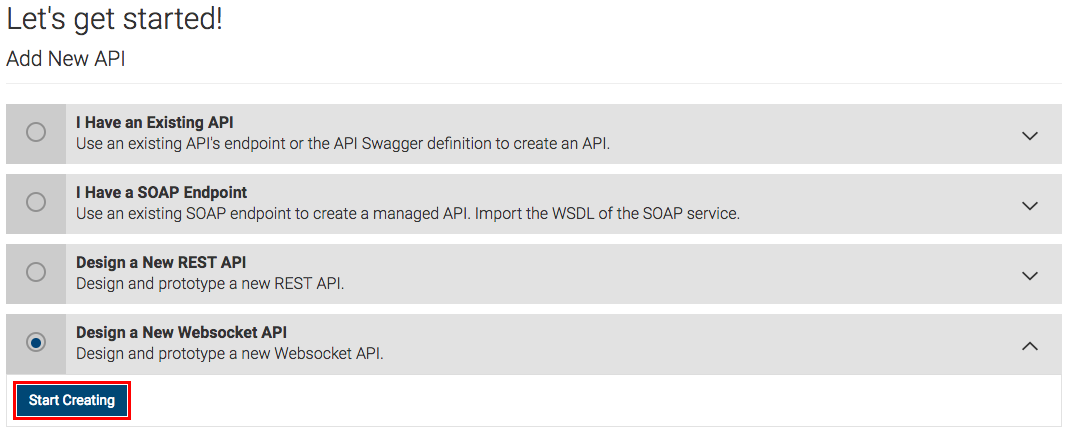 Let's get started!
Add New API
I Have an Existing API
Use an existing API's endpoint or the API Swagger definition to create an API.
I Have a SOAP Endpoint
Use an existing SOAP endpoint to create a managed API. Import the WSDL of the SOAP service.
Design a New REST API
Design and prototype a new REST API.
Design a New Websocket API
Design and prototype a new Websocket API.
Start Creating